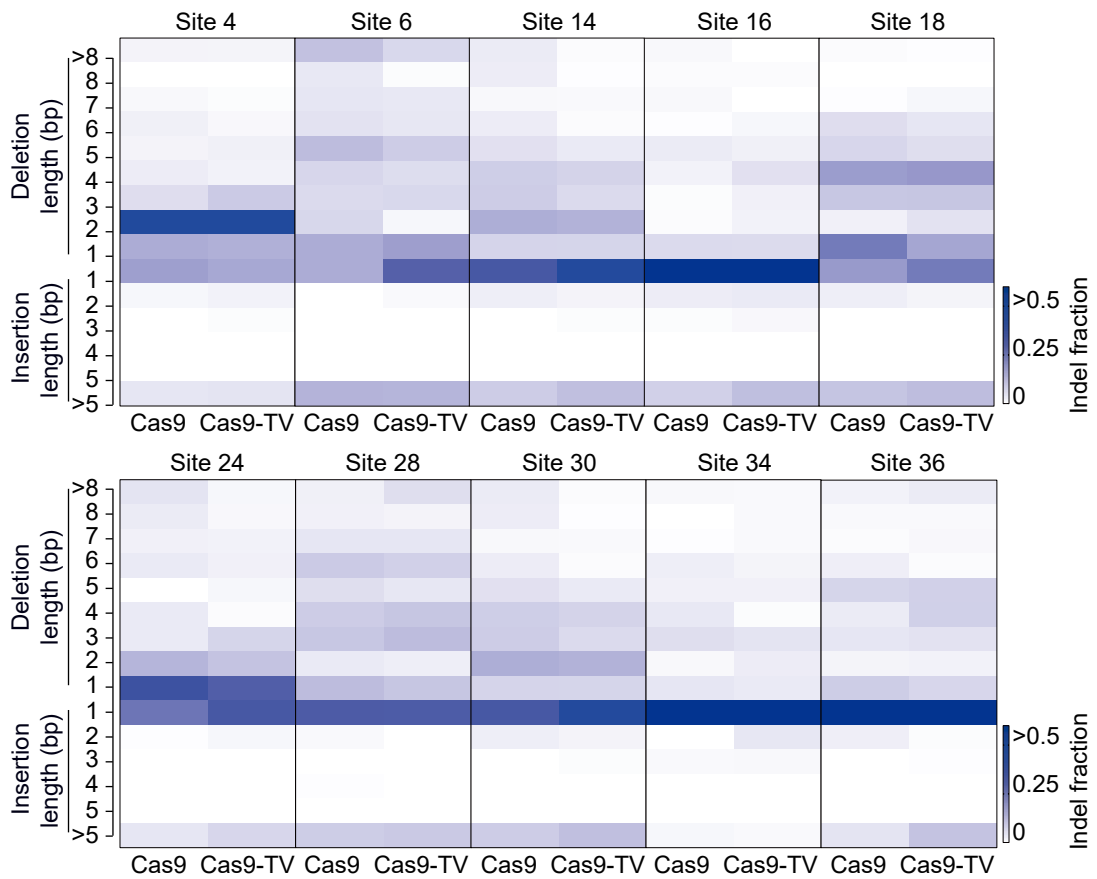 Site 4 Site 6 Site 14 Site 16 Site 18
Deletion
length (bp)
>8
8
7
6
5
4
3
2
1
Insertion
length (bp)
1
2
3
4
5
>5
>0.5
0.25
0
Indel fraction
Cas9 Cas9-TV Cas9 Cas9-TV Cas9 Cas9-TV Cas9 Cas9-TV Cas9 Cas9-TV
Site 24 Site 28 Site 30 Site 34 Site 36
Deletion
length (bp)
>8
8
7
6
5
4
3
2
1
Insertion
length (bp)
1
2
3
4
5
>5
>0.5
0.25
0
Indel fraction
Cas9 Cas9-TV Cas9 Cas9-TV Cas9 Cas9-TV Cas9 Cas9-TV Cas9 Cas9-TV